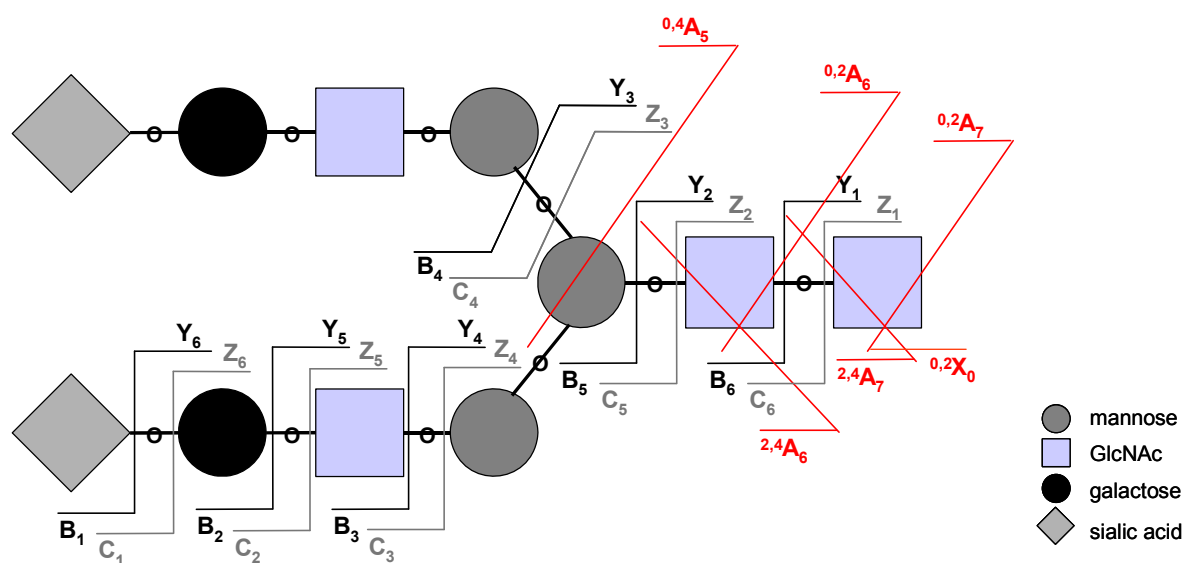 0,4A5
0,2A6
0,2A7
Y3
Z3
B4
C4
Y2
Z2
Y1
Z1
o o o
o
o o
o
Y6
Z6
Y5
Z5
Y4
Z4
B5
C5
B6
C6
2,4A7
0,2X0
2,4A6
o o o
B1
C1
B2
C2
B3
C3
mannose
GlcNAc
galactose
sialic acid